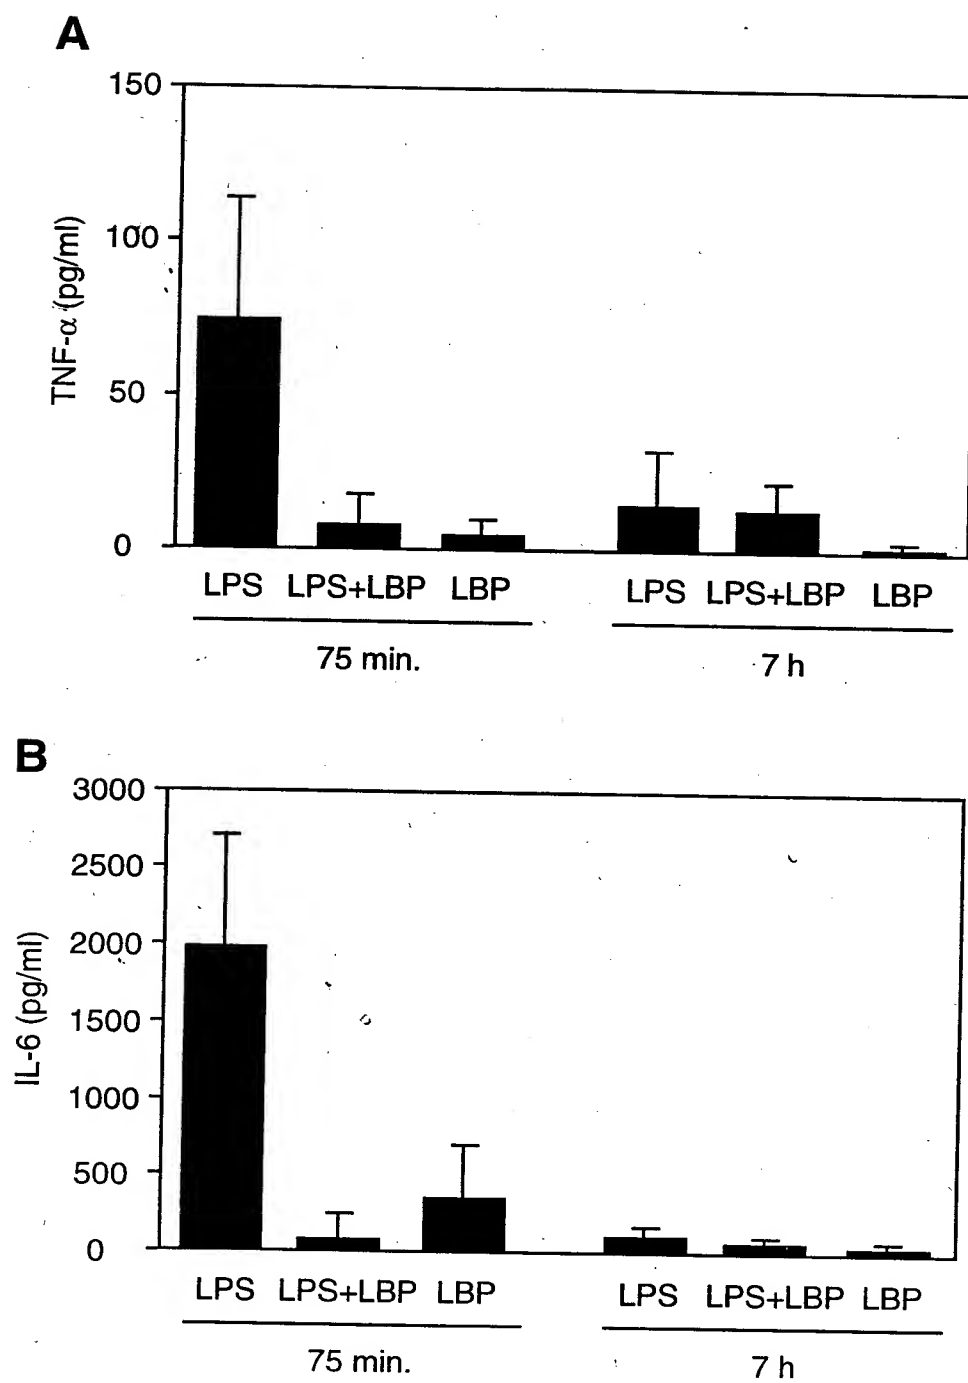 A
150
100
50
0
TNF-α (pg/ml)
LPS LPS+LBP LBP LPS LPS+LBP LBP
75 min. 7 h
B
3000
2500
2000
1500
1000
500
0
IL-6 (pg/ml)
LPS LPS+LBP LBP LPS LPS+LBP LBP
75 min. 7 h